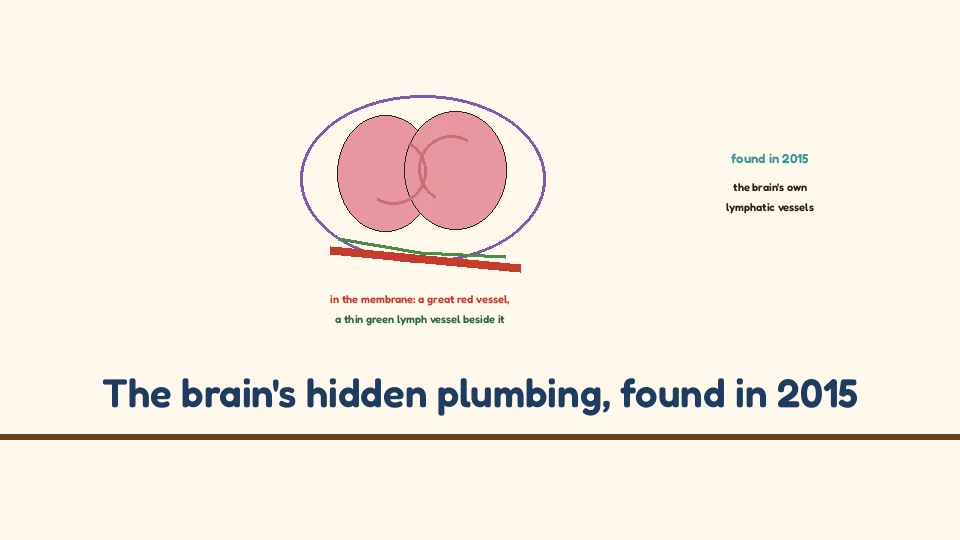 found in 2015
the brain's own
lymphatic vessels
in the membrane: a great red vessel,
a thin green lymph vessel beside it
The brain's hidden plumbing, found in 2015